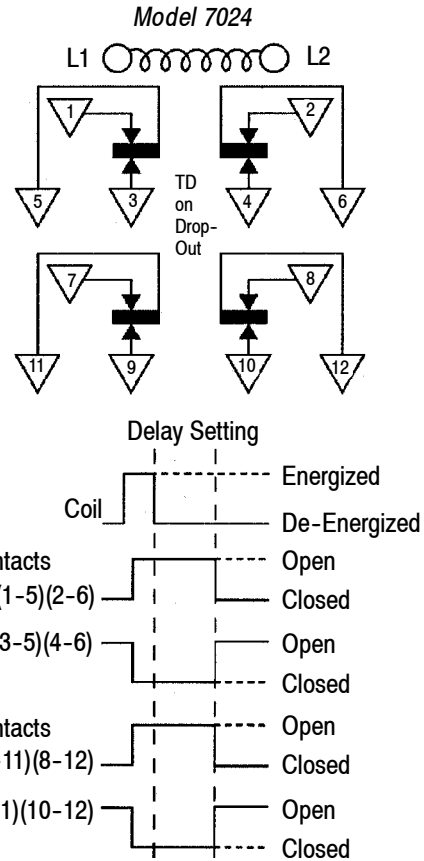 Model 7024
L1 L2
1 2
5 3 TD 4 6
on
Drop-
Out
7 8
11 9 10 12
Delay Setting
Energized
Coil
De-Energized
ntacts Open
(1-5)(2-6) Closed
3-5)(4-6) Open
Closed
ntacts Open
-11)(8-12) Closed
1)(10-12) Open
Closed